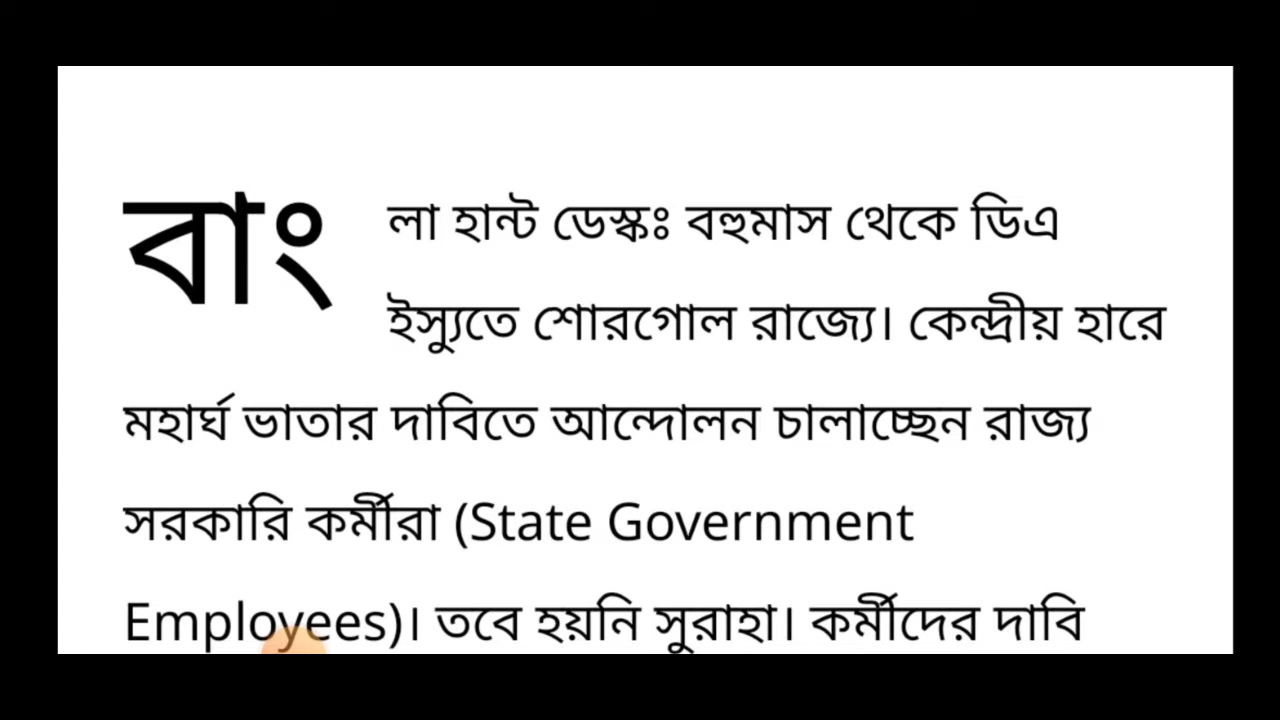 বাংলা হান্ট ডেস্কঃ বহুমাস থেকে ডিএ
ইস্যুতে শোরগোল রাজ্যে। কেন্দ্রীয় হারে
মহার্ঘ ভাতার দাবিতে আন্দোলন চালাচ্ছেন রাজ্য
সরকারি কর্মীরা (State Government
Employees)। তবে হয়নি সুরাহা। কর্মীদের দাবি